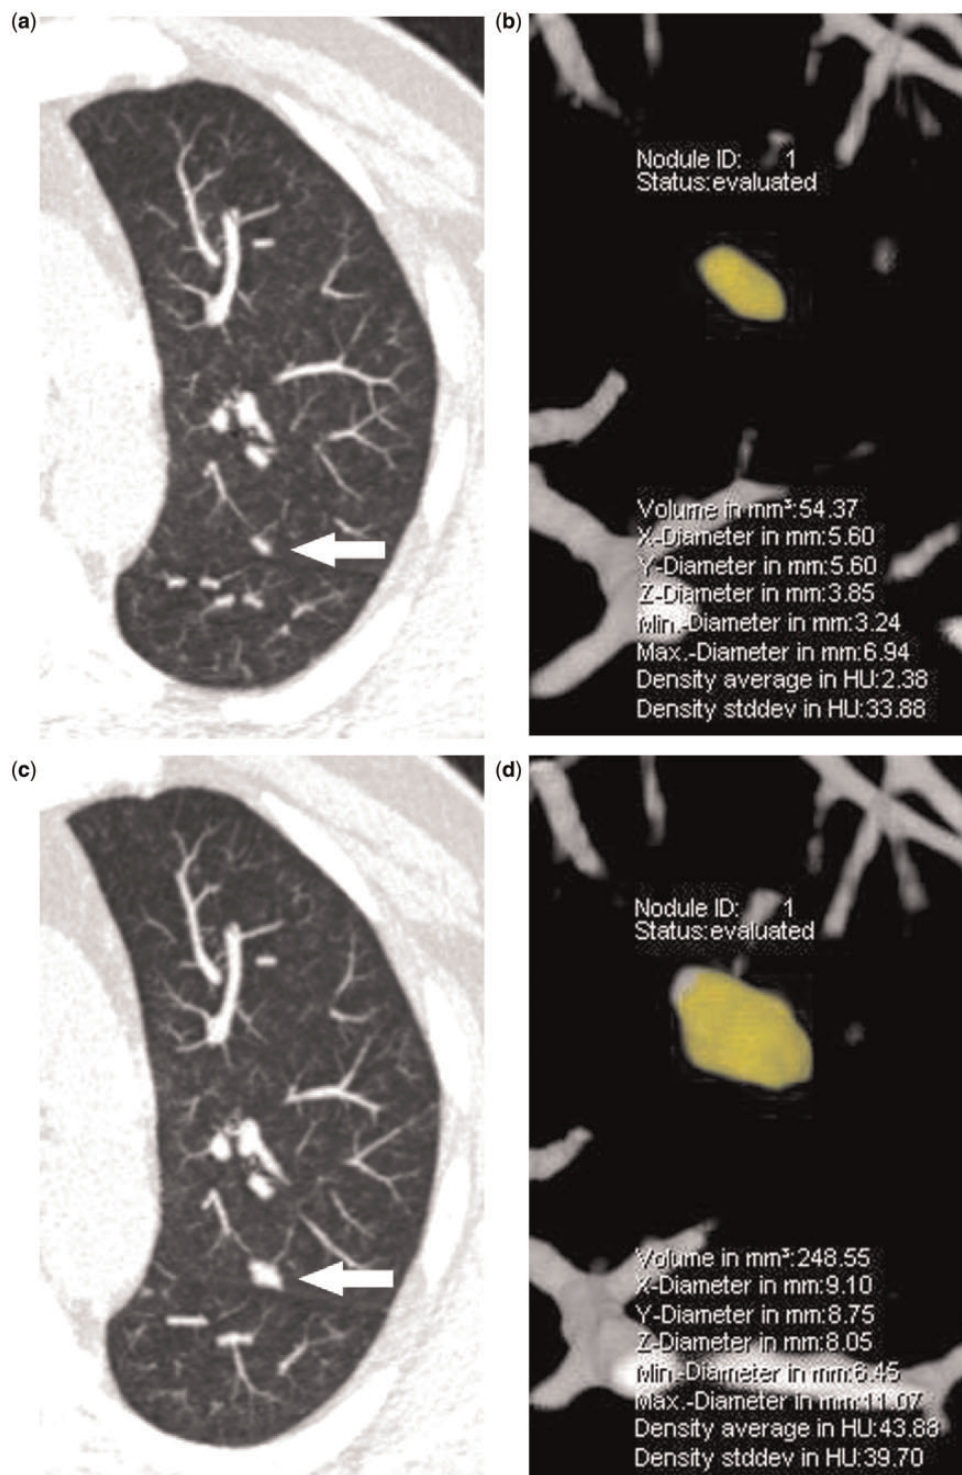 (a)
(b)
Nodule ID: 1
Status:evaluated
Volume in mm³:54.37
X-Diameter in mm:5.60
Y-Diameter in mm:5.60
Z-Diameter in mm:3.85
Min.-Diameter in mm:3.24
Max.-Diameter in mm:6.94
Density average in HU:2.38
Density stddev in HU:33.88
(c)
(d)
Nodule ID: 1
Status:evaluated
Volume in mm³:248.55
X-Diameter in mm:9.10
Y-Diameter in mm:8.75
Z-Diameter in mm:8.05
Min.-Diameter in mm:6.45
Max.-Diameter in mm:11.07
Density average in HU:43.88
Density stddev in HU:39.70